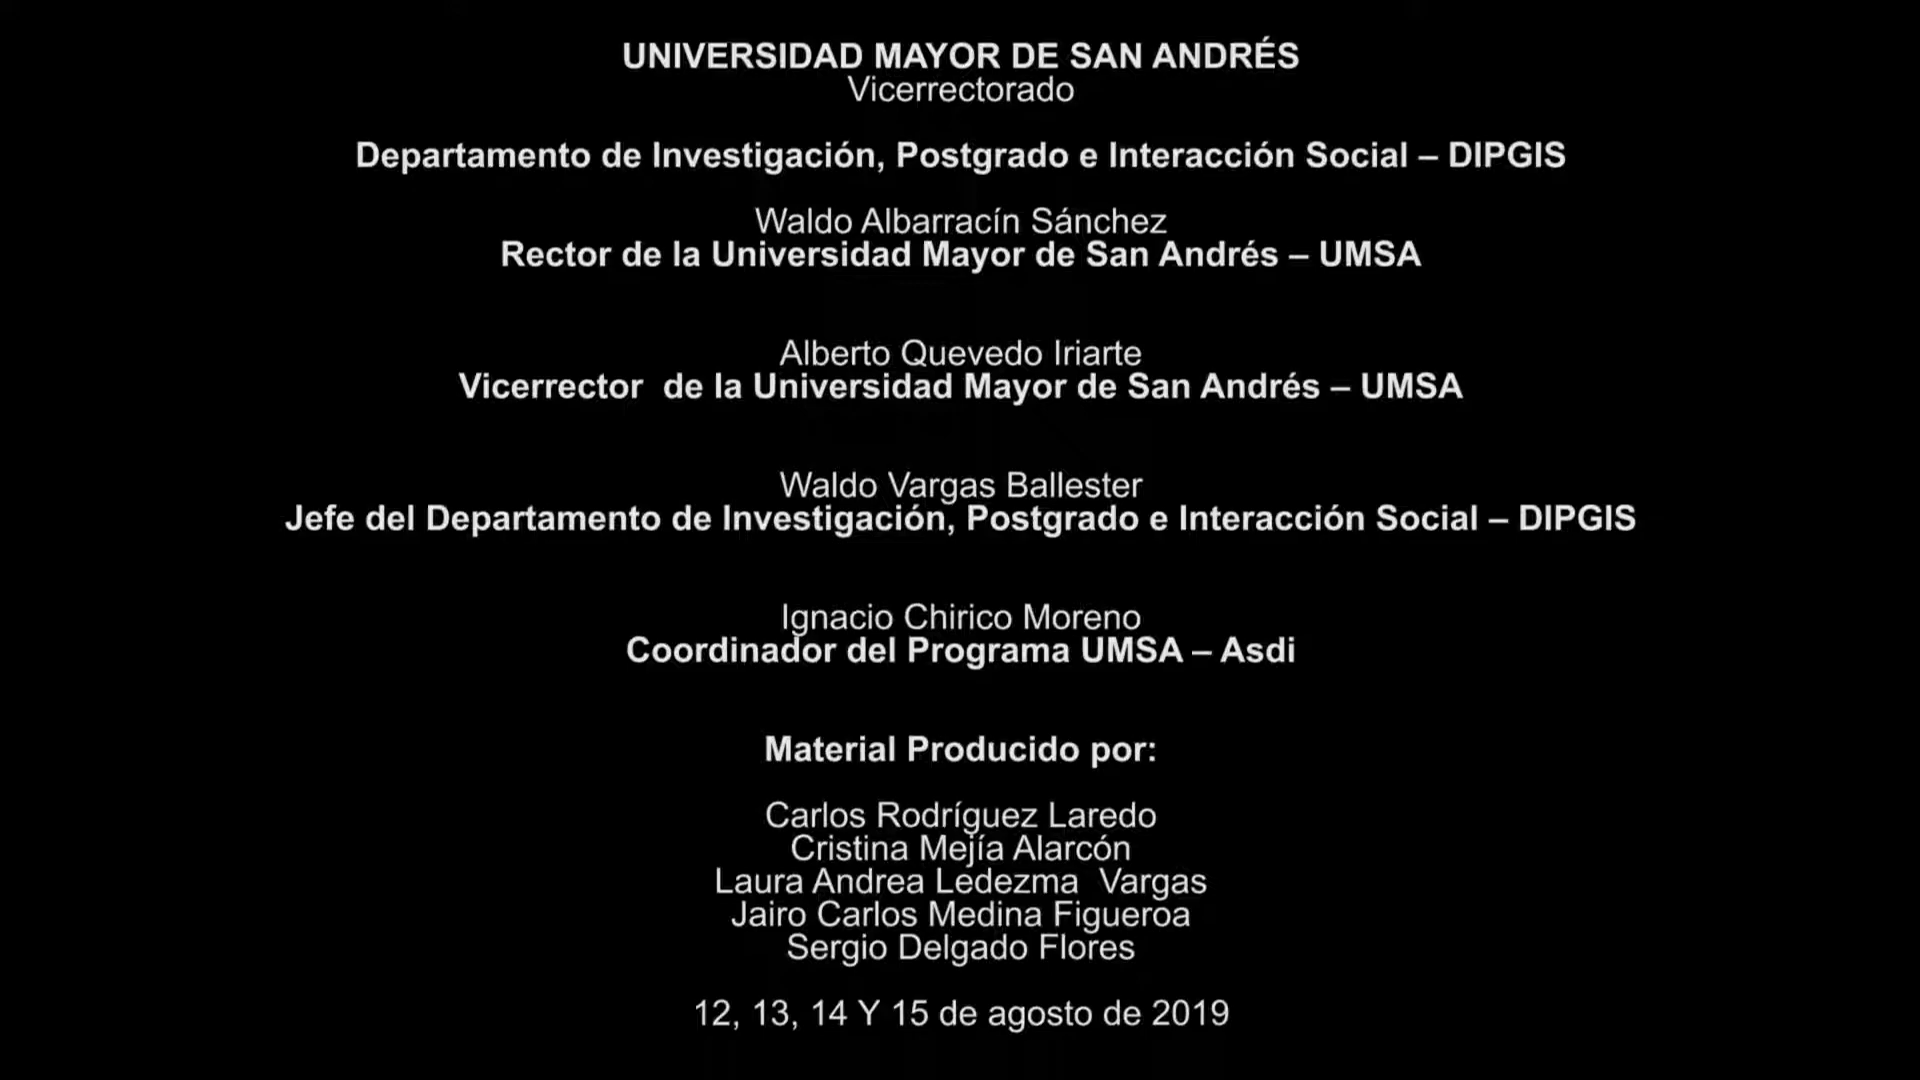 UNIVERSIDAD MAYOR DE SAN ANDRÉS
Vicerrectorado
Departamento de Investigación, Postgrado e Interacción Social – DIPGIS
Waldo Albarracín Sánchez
Rector de la Universidad Mayor de San Andrés – UMSA
Alberto Quevedo Iriarte
Vicerrector  de la Universidad Mayor de San Andrés – UMSA
Waldo Vargas Ballester
Jefe del Departamento de Investigación, Postgrado e Interacción Social – DIPGIS
Ignacio Chirico Moreno
Coordinador del Programa UMSA – Asdi
Material Producido por:
Carlos Rodríguez Laredo
Cristina Mejía Alarcón
Laura Andrea Ledezma  Vargas
Jairo Carlos Medina Figueroa
Sergio Delgado Flores
12, 13, 14 Y 15 de agosto de 2019